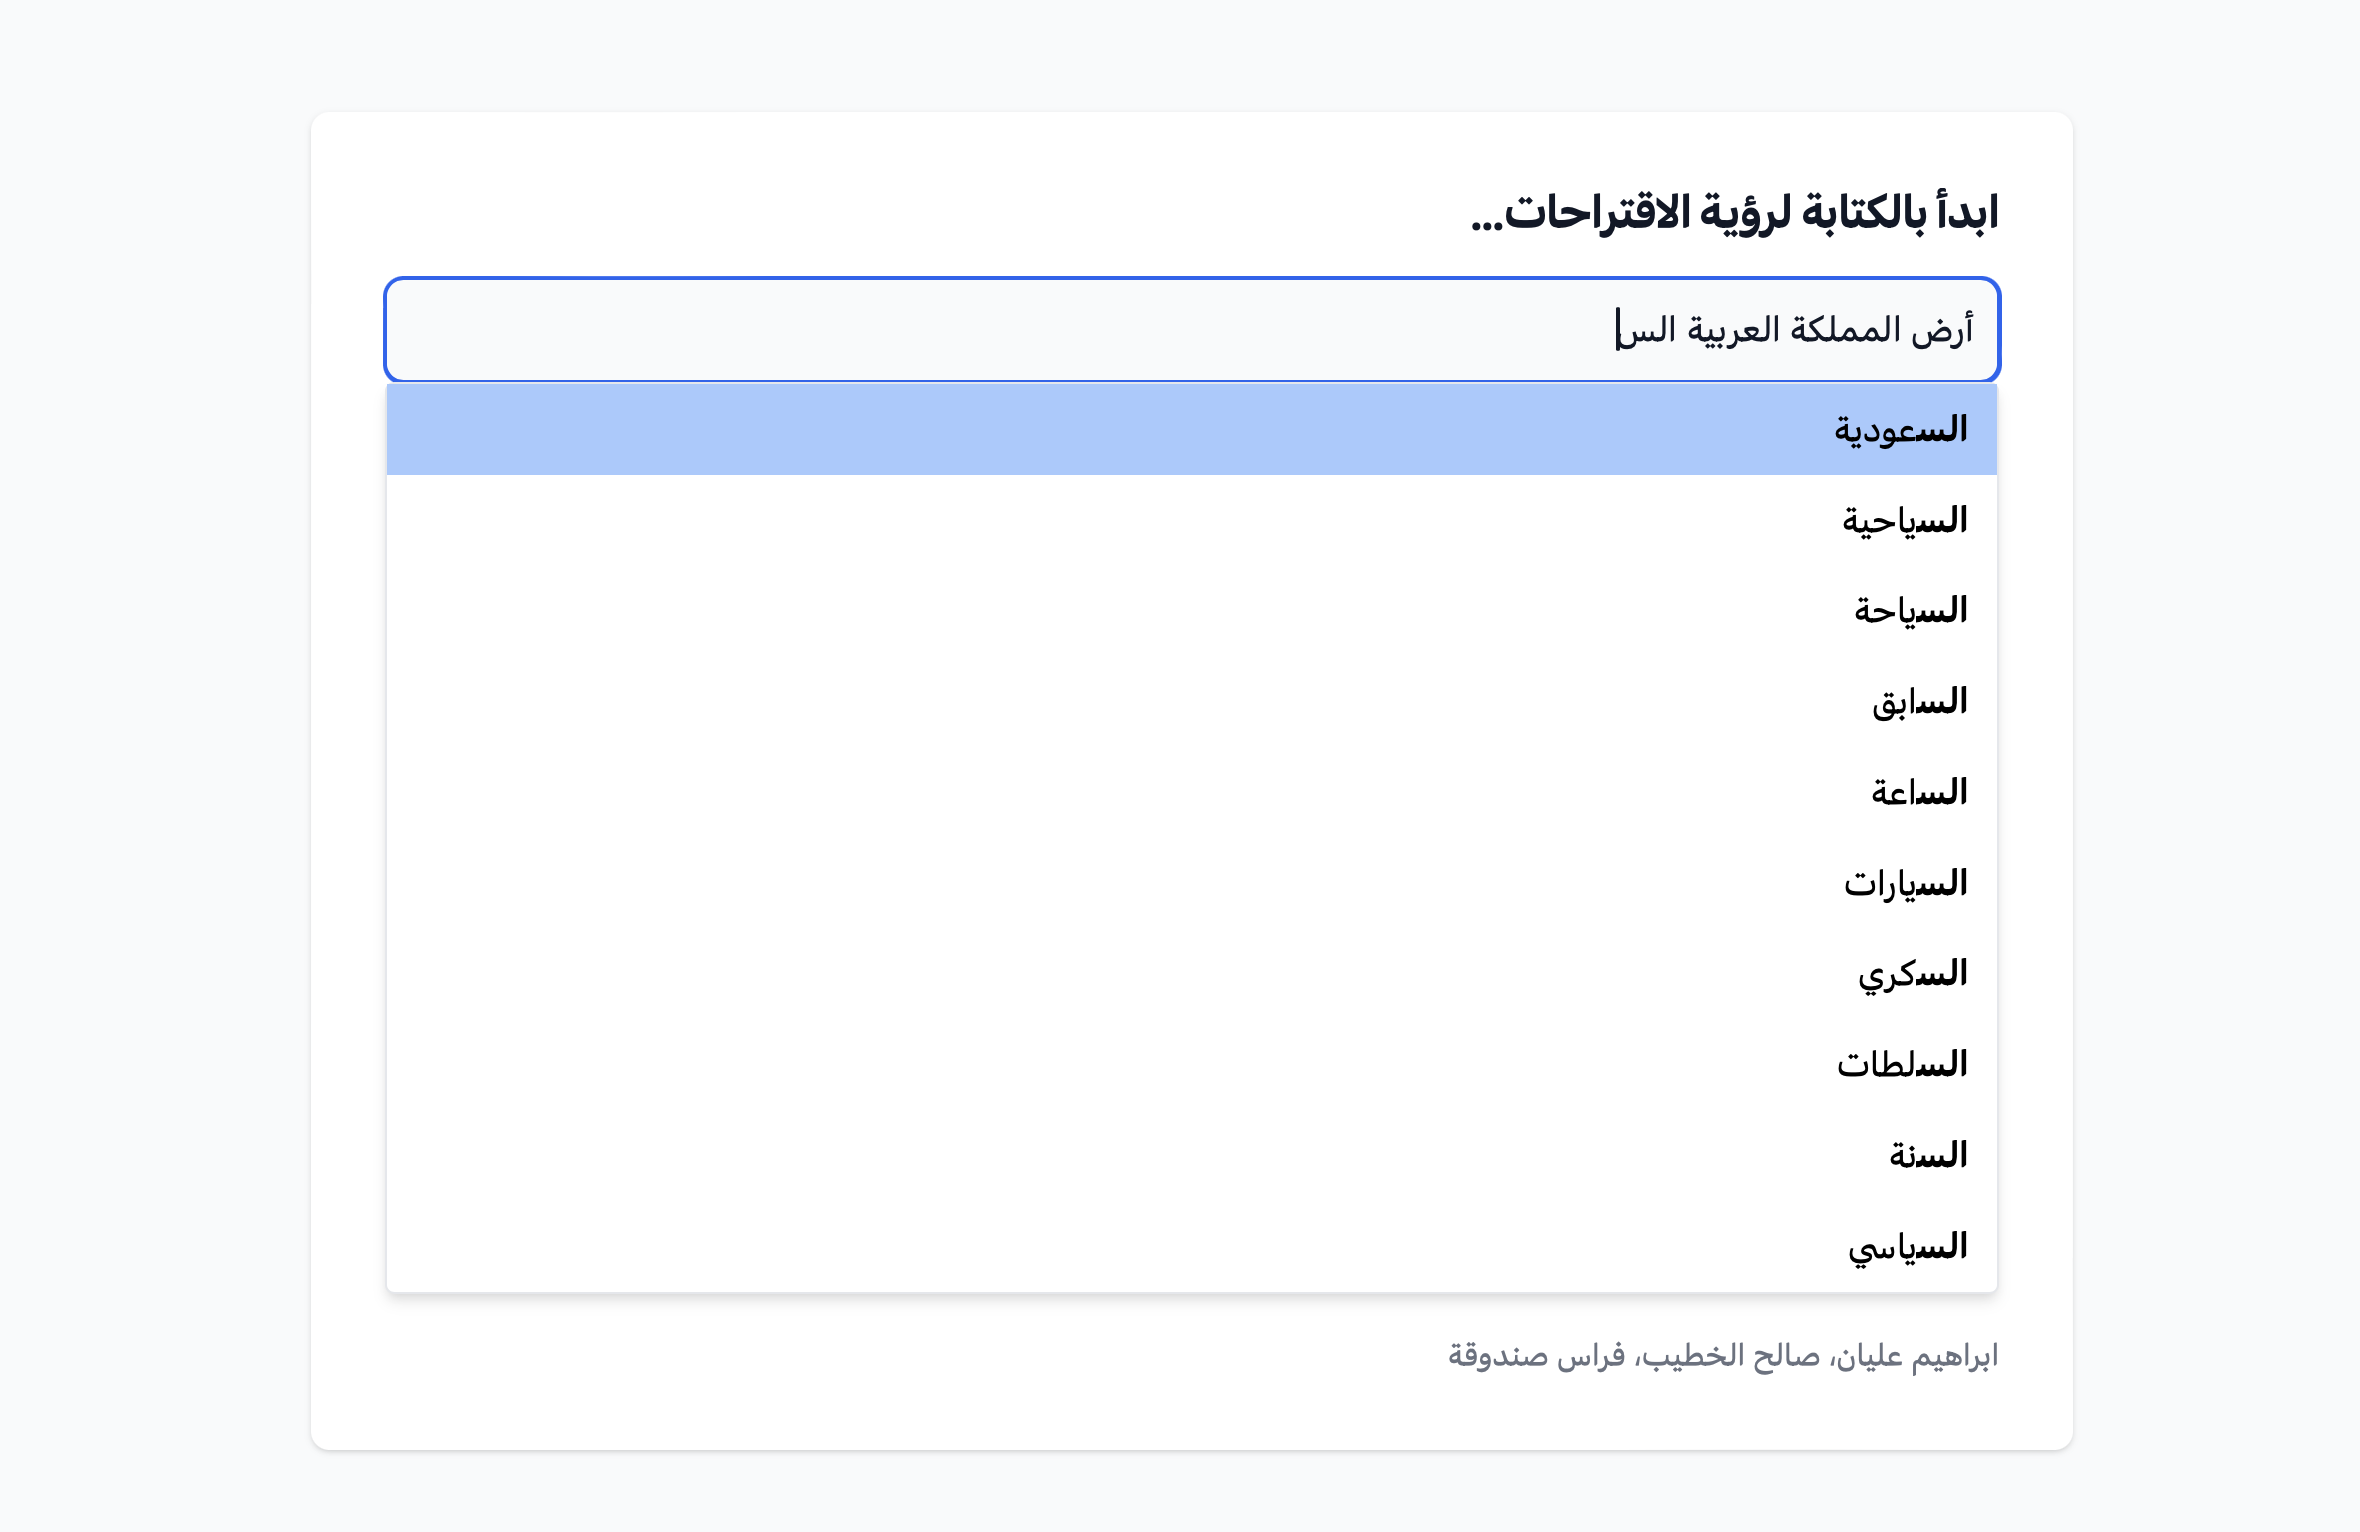 ابدأ بالكتابة لرؤية الاقتراحات...
أرض المملكة العربية الس
السعودية
السياحية
السياحة
السابق
الساعة
السيارات
السكري
السلطات
السنة
السياسي
ابراهيم عليان، صالح الخطيب، فراس صندوقة